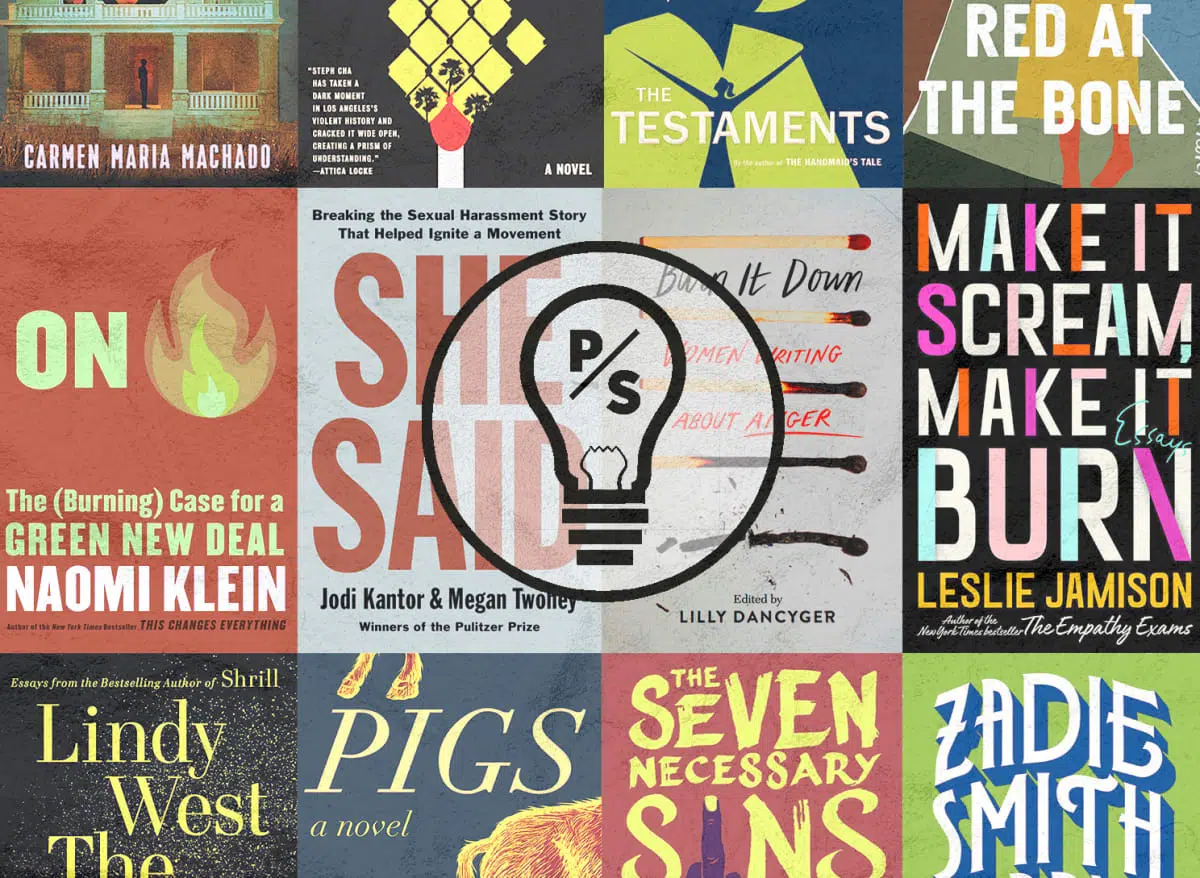 CARMEN MARIA MACHADO
"STEPH CHA
HAS TAKEN A
DARK MOMENT
IN LOS ANGELES'S
VIOLENT HISTORY AND
CRACKED IT WIDE OPEN,
CREATING A PRISM OF
UNDERSTANDING."
—ATTICA LOCKE
A NOVEL
THE
TESTAMENTS
By the author of THE HANDMAID'S TALE
RED AT
THE BONE
ON
The (Burning) Case for a
GREEN NEW DEAL
NAOMI KLEIN
Author of the New York Times Bestseller THIS CHANGES EVERYTHING
Breaking the Sexual Harassment Story
That Helped Ignite a Movement
SHE
SAID
Jodi Kantor & Megan Twohey
Winners of the Pulitzer Prize
P/S
Burn It Down
WOMEN WRITING
ABOUT ANGER
Edited by
LILLY DANCYGER
MAKE IT
SCREAM,
MAKE IT
Essays
BURN
LESLIE JAMISON
Author of the
New York Times bestseller The Empathy Exams
Essays from the Bestselling Author of Shrill
Lindy
West
The
PIGS
a novel
THE
SEVEN
NECESSARY
SINS
ZADIE
SMITH